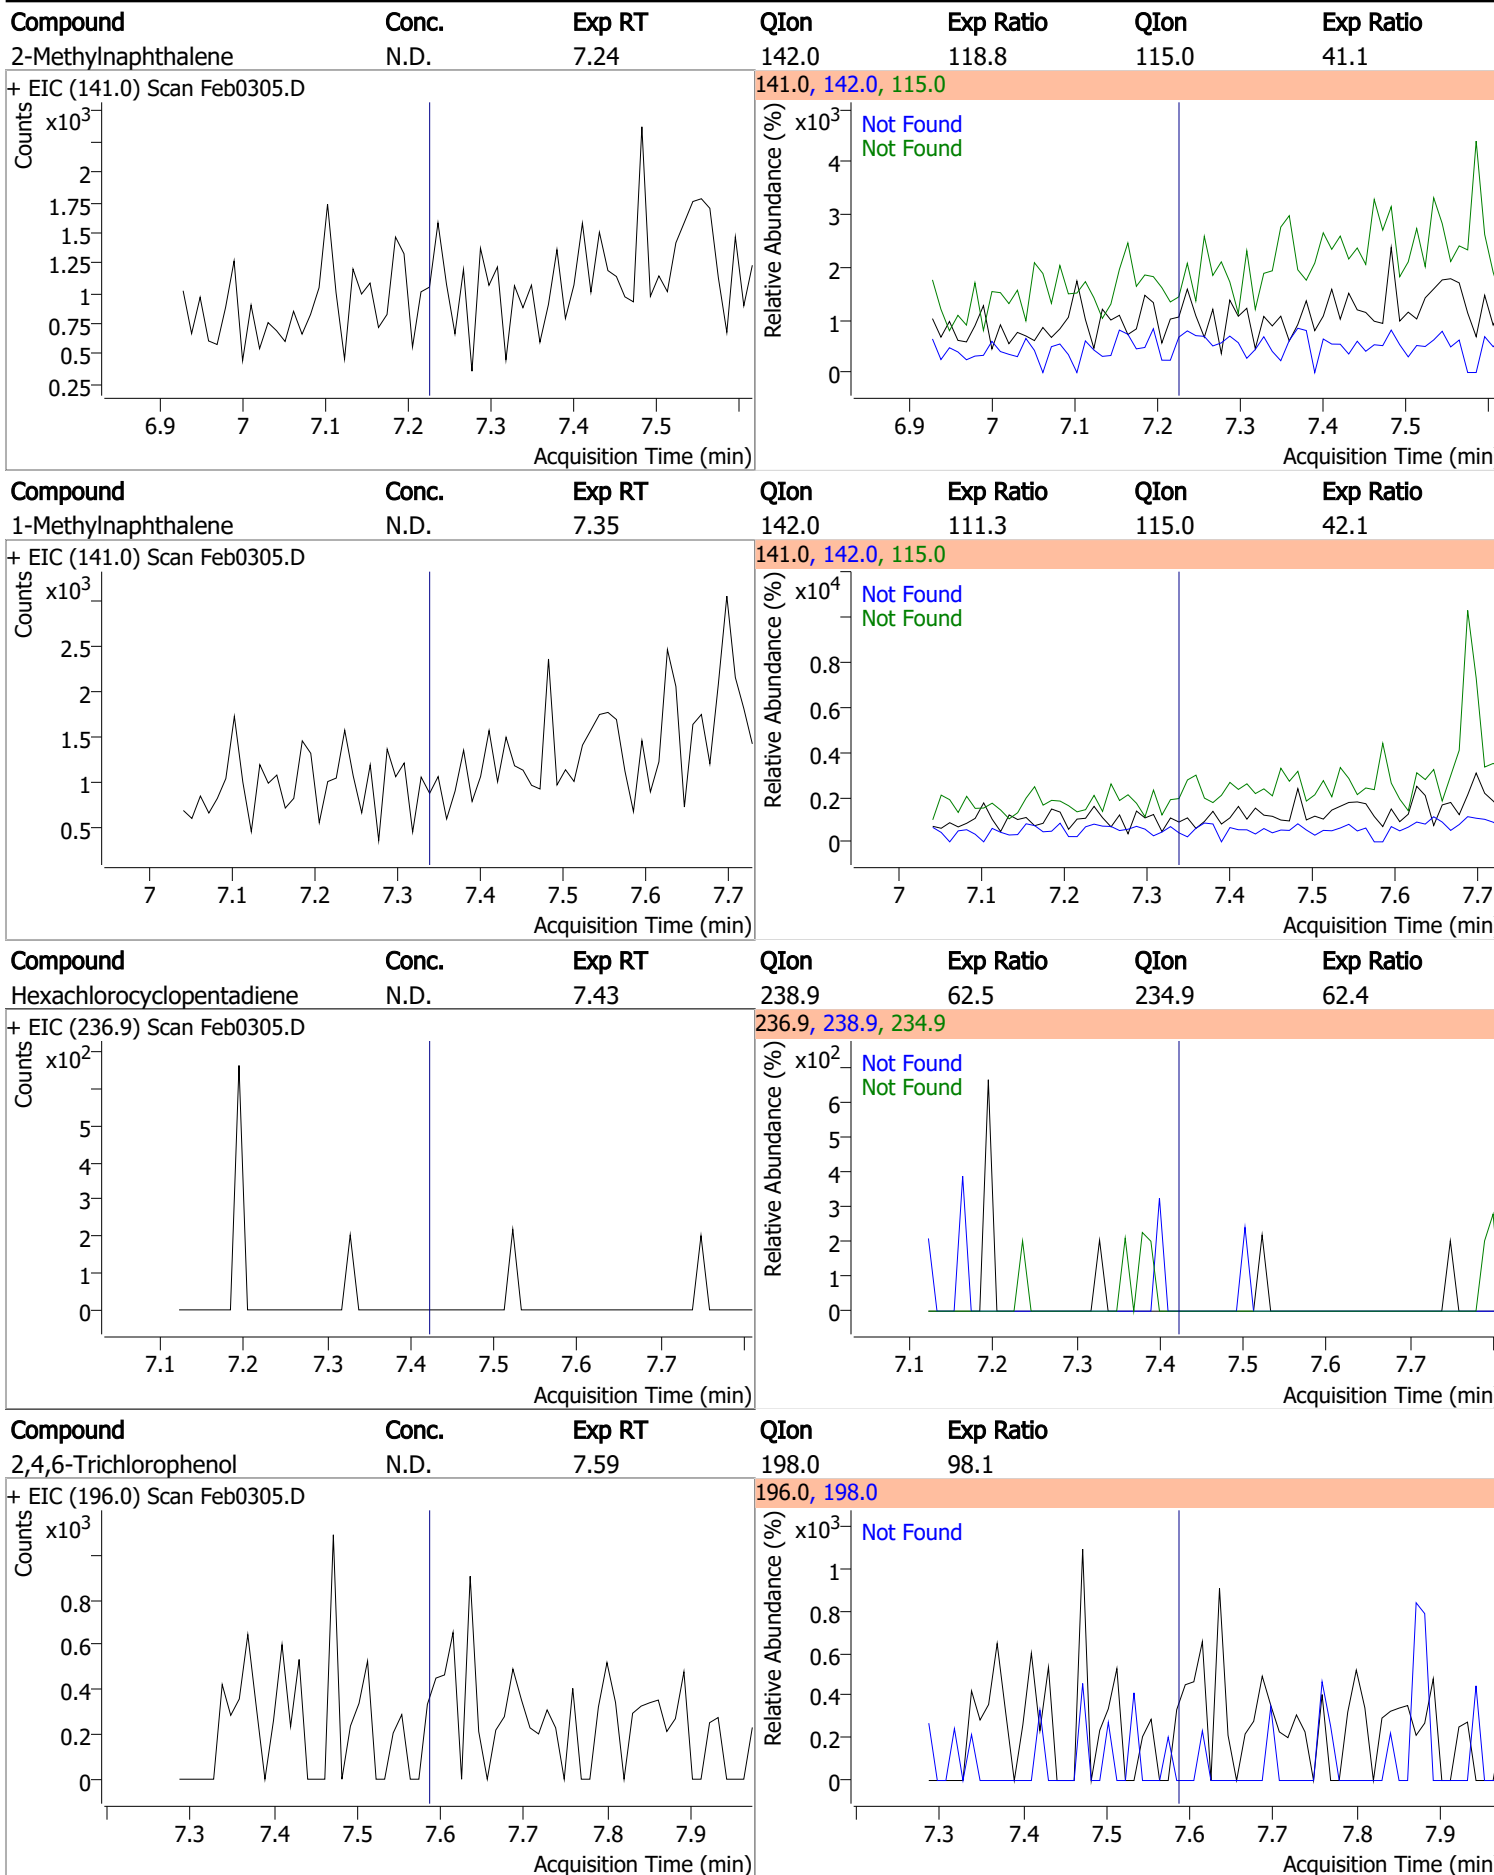 Compound Conc. Exp RT QIon Exp Ratio QIon Exp Ratio
2-Methylnaphthalene N.D. 7.24 142.0 118.8 115.0 41.1
+ EIC (141.0) Scan Feb0305.D
Counts
x10³
2
1.75
1.5
1.25
1
0.75
0.5
0.25
6.9 7 7.1 7.2 7.3 7.4 7.5
Acquisition Time (min)
141.0, 142.0, 115.0
Relative Abundance (%)
x10³
Not Found
Not Found
4
3
2
1
0
6.9 7 7.1 7.2 7.3 7.4 7.5
Acquisition Time (min
Compound Conc. Exp RT QIon Exp Ratio QIon Exp Ratio
1-Methylnaphthalene N.D. 7.35 142.0 111.3 115.0 42.1
+ EIC (141.0) Scan Feb0305.D
Counts
x10³
2.5
2
1.5
1
0.5
7 7.1 7.2 7.3 7.4 7.5 7.6 7.7
Acquisition Time (min)
141.0, 142.0, 115.0
Relative Abundance (%)
x10⁴
Not Found
Not Found
0.8
0.6
0.4
0.2
0
7 7.1 7.2 7.3 7.4 7.5 7.6 7.7
Acquisition Time (min
Compound Conc. Exp RT QIon Exp Ratio QIon Exp Ratio
Hexachlorocyclopentadiene N.D. 7.43 238.9 62.5 234.9 62.4
+ EIC (236.9) Scan Feb0305.D
Counts
x10²
5
4
3
2
1
0
7.1 7.2 7.3 7.4 7.5 7.6 7.7
Acquisition Time (min)
236.9, 238.9, 234.9
Relative Abundance (%)
x10²
Not Found
Not Found
6
5
4
3
2
1
0
7.1 7.2 7.3 7.4 7.5 7.6 7.7
Acquisition Time (min
Compound Conc. Exp RT QIon Exp Ratio
2,4,6-Trichlorophenol N.D. 7.59 198.0 98.1
+ EIC (196.0) Scan Feb0305.D
Counts
x10³
0.8
0.6
0.4
0.2
0
7.3 7.4 7.5 7.6 7.7 7.8 7.9
Acquisition Time (min)
196.0, 198.0
Relative Abundance (%)
x10³
Not Found
1
0.8
0.6
0.4
0.2
0
7.3 7.4 7.5 7.6 7.7 7.8 7.9
Acquisition Time (min